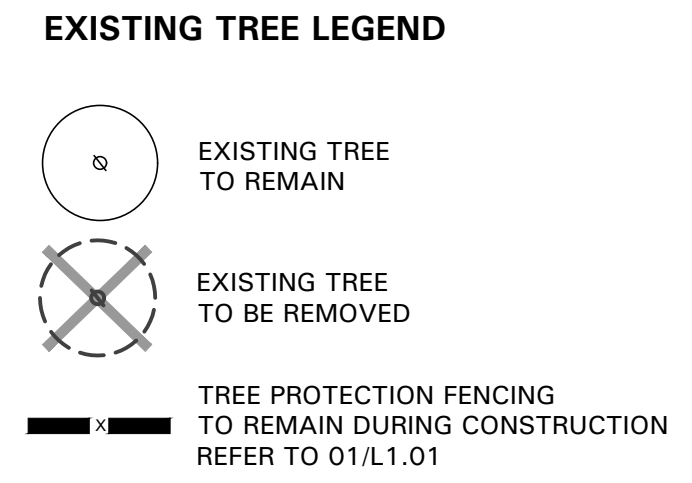 EXISTING TREE LEGEND
EXISTING TREE
TO REMAIN
EXISTING TREE
TO BE REMOVED
TREE PROTECTION FENCING
X TO REMAIN DURING CONSTRUCTION
REFER TO 01/L1.01